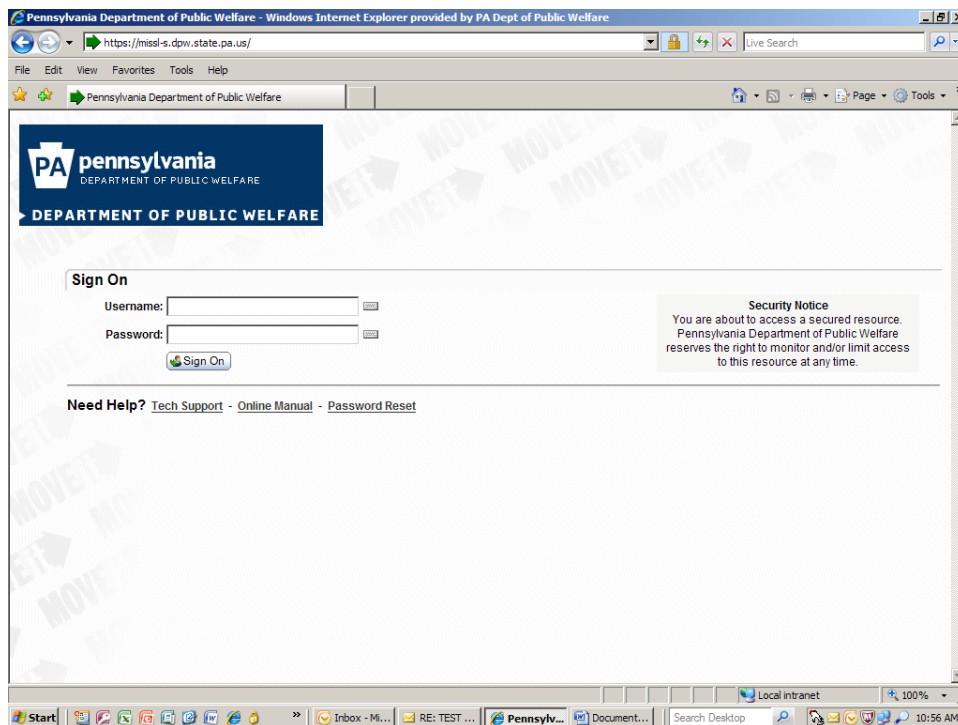 Pennsylvania Department of Public Welfare - Windows Internet Explorer provided by PA Dept of Public Welfare
https://missl-s.dpw.state.pa.us/
Live Search
File Edit View Favorites Tools Help
Pennsylvania Department of Public Welfare
Page Tools
PA pennsylvania
DEPARTMENT OF PUBLIC WELFARE
DEPARTMENT OF PUBLIC WELFARE
Sign On
Username:
Password:
Sign On
Security Notice
You are about to access a secured resource.
Pennsylvania Department of Public Welfare
reserves the right to monitor and/or limit access
to this resource at any time.
Need Help? Tech Support - Online Manual - Password Reset
MOVEIT
MOVEIT
MOVEIT
MOVEIT
MOVEIT
Local intranet 100%
Start Inbox - Mi... RE: TEST ... Pennsylv... Document... Search Desktop 10:56 AM